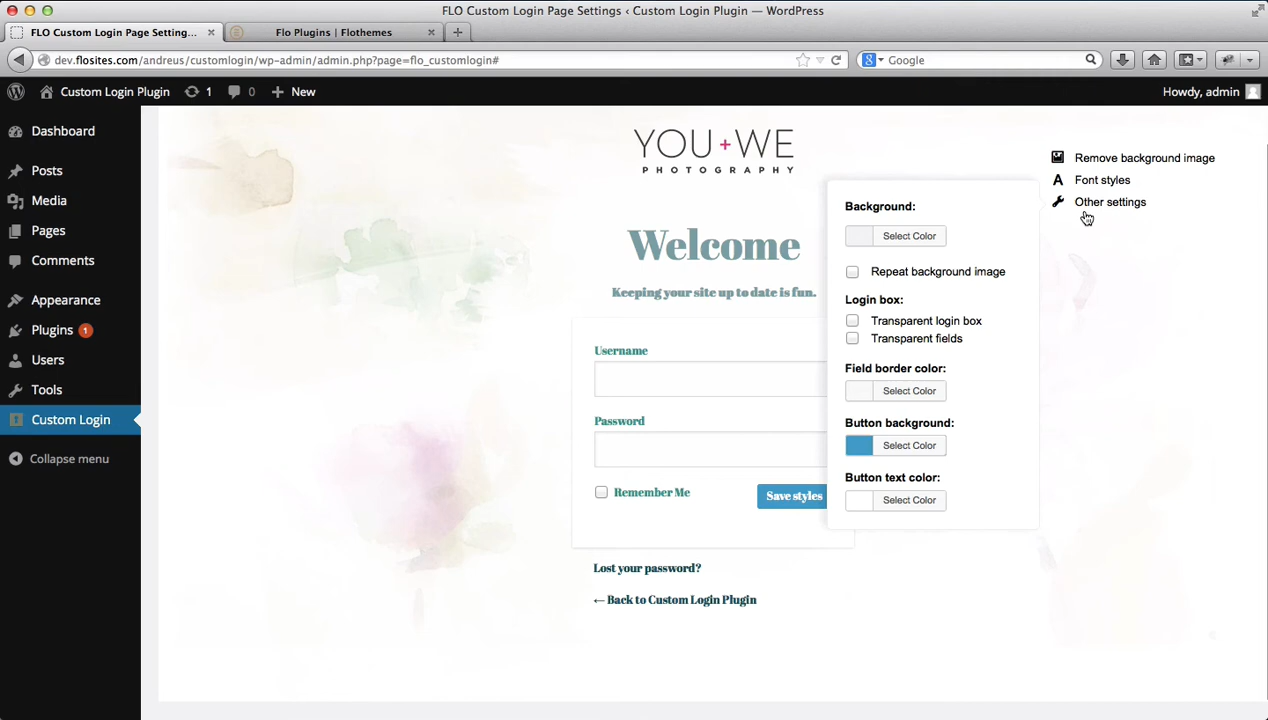 FLO Custom Login Page Settings ‹ Custom Login Plugin — WordPress
FLO Custom Login Page Setting...
Flo Plugins | Flothemes
dev.flosites.com/andreus/customlogin/wp-admin/admin.php?page=flo_customlogin#
Google
Custom Login Plugin
1
0
New
Howdy, admin
Dashboard
Posts
Media
Pages
Comments
Appearance
Plugins 1
Users
Tools
Custom Login
Collapse menu
YOU+WE
PHOTOGRAPHY
Welcome
Keeping your site up to date is fun.
Username
Password
Remember Me
Save styles
Lost your password?
← Back to Custom Login Plugin
Background:
Select Color
Repeat background image
Login box:
Transparent login box
Transparent fields
Field border color:
Select Color
Button background:
Select Color
Button text color:
Select Color
Remove background image
A Font styles
Other settings